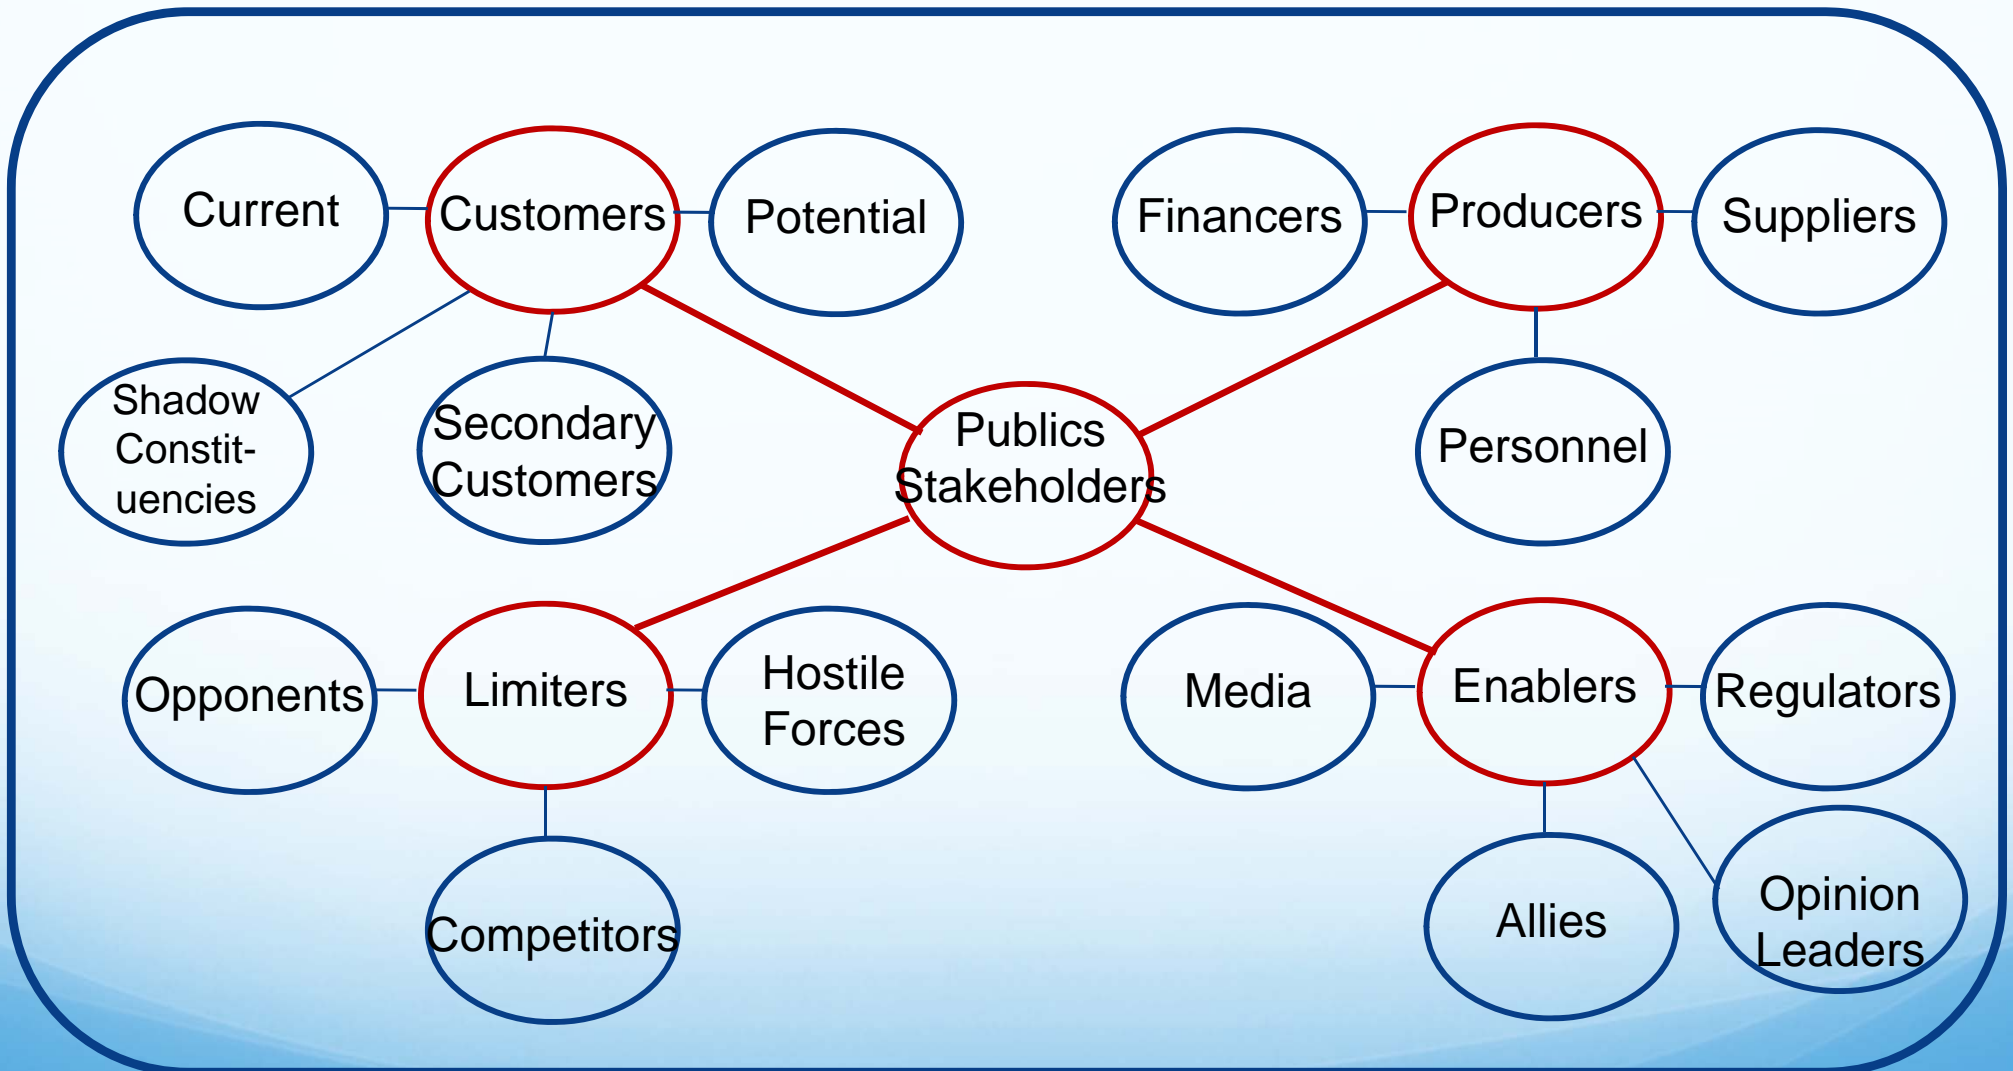 Current
Customers
Potential
Financers
Producers
Suppliers
Shadow
Constit-
uencies
Secondary
Customers
Publics
Stakeholders
Personnel
Opponents
Limiters
Hostile
Forces
Media
Enablers
Regulators
Competitors
Allies
Opinion
Leaders